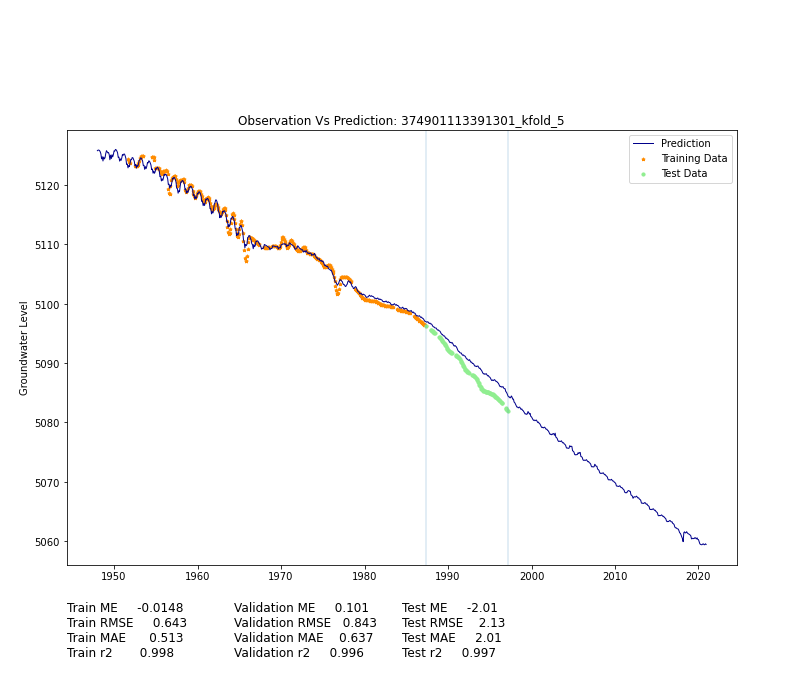 Observation Vs Prediction: 374901113391301_kfold_5
Prediction
Training Data
Test Data
Groundwater Level
5120
5110
5100
5090
5080
5070
5060
1950 1960 1970 1980 1990 2000 2010 2020
Train ME -0.0148 Validation ME 0.101 Test ME -2.01
Train RMSE 0.643 Validation RMSE 0.843 Test RMSE 2.13
Train MAE 0.513 Validation MAE 0.637 Test MAE 2.01
Train r2 0.998 Validation r2 0.996 Test r2 0.997